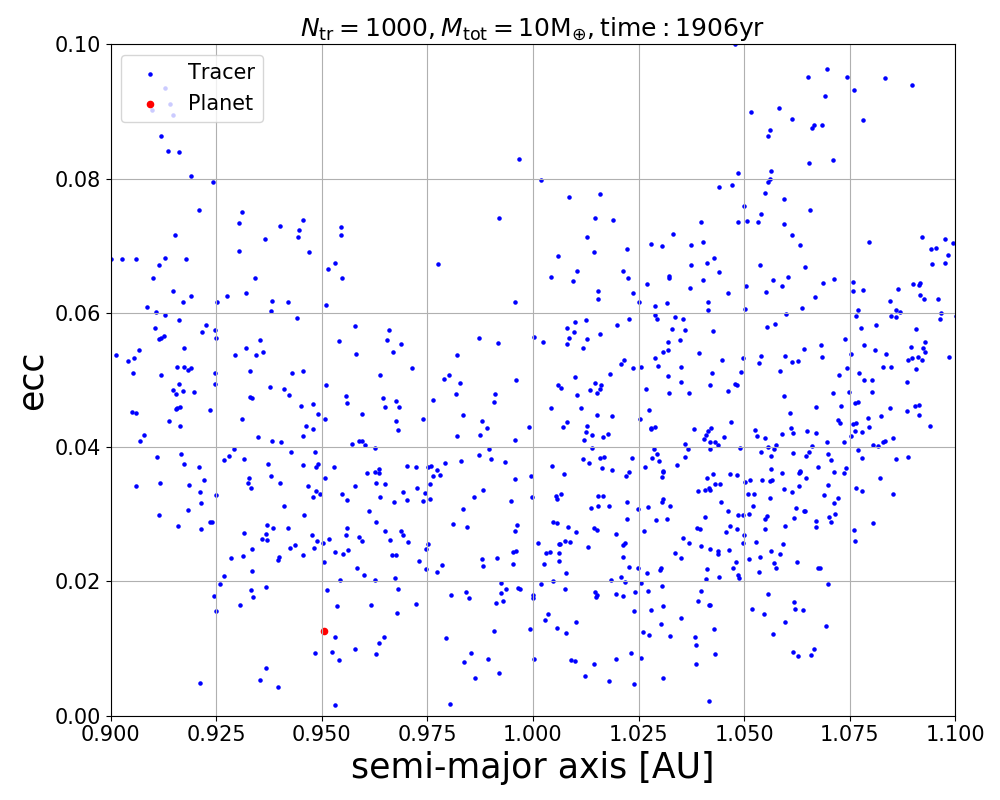 N_tr = 1000, M_tot = 10M_⊕, time : 1906yr
Tracer
Planet
0.10
0.08
0.06
0.04
0.02
0.00
ecc
0.900 0.925 0.950 0.975 1.000 1.025 1.050 1.075 1.100
semi-major axis [AU]